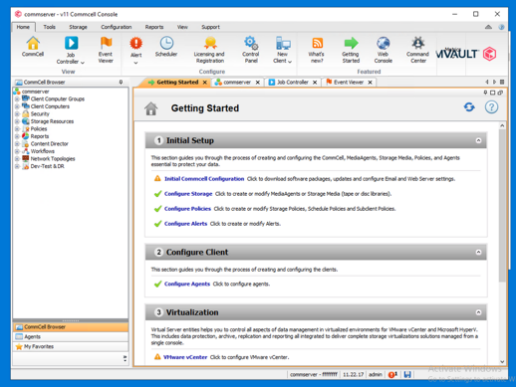 commserver - v11 Commcell Console
Home Tools Storage Configuration Reports View Support
CommCell
Job Controller
Event Viewer
Alert
Scheduler
Licensing and Registration
Control Panel
New Client
What's new?
Getting Started
Web Console
Command Center
View
Configure
Featured
CommCell Browser
Getting Started commserver Job Controller Event Viewer
commserver
Client Computer Groups
Client Computers
Security
Storage Resources
Policies
Reports
Content Director
Workflows
Network Topologies
Dev-Test & DR
Getting Started
1 Initial Setup
This section guides you through the process of creating and configuring the CommCell, MediaAgents, Storage Media, Policies, and Agents
essential to protect your data.
Initial Commcell Configuration Click to download software packages, updates and configure Email and Web Server settings.
Configure Storage Click to create or modify MediaAgents or Storage Media (tape or disc libraries).
Configure Policies Click to create or modify Storage Policies, Schedule Policies and Subclient Policies.
Configure Alerts Click to create or modify Alerts.
2 Configure Client
This section guides you through the process of creating and configuring the clients.
Configure Agents Click to configure agents.
3 Virtualization
Virtual Server entities helps you to control all aspects of data management in virtualized environments for VMware vCenter and Microsoft HyperV.
This includes data protection, archive, replication and reporting all integrated to deliver complete storage virtualizations solutions managed from a
single console.
VMware vCenter Click to configure VMware vCenter.
CommCell Browser
Agents
My Favorites
commserver - fffffff 11.22.17 admin
Activate Windows